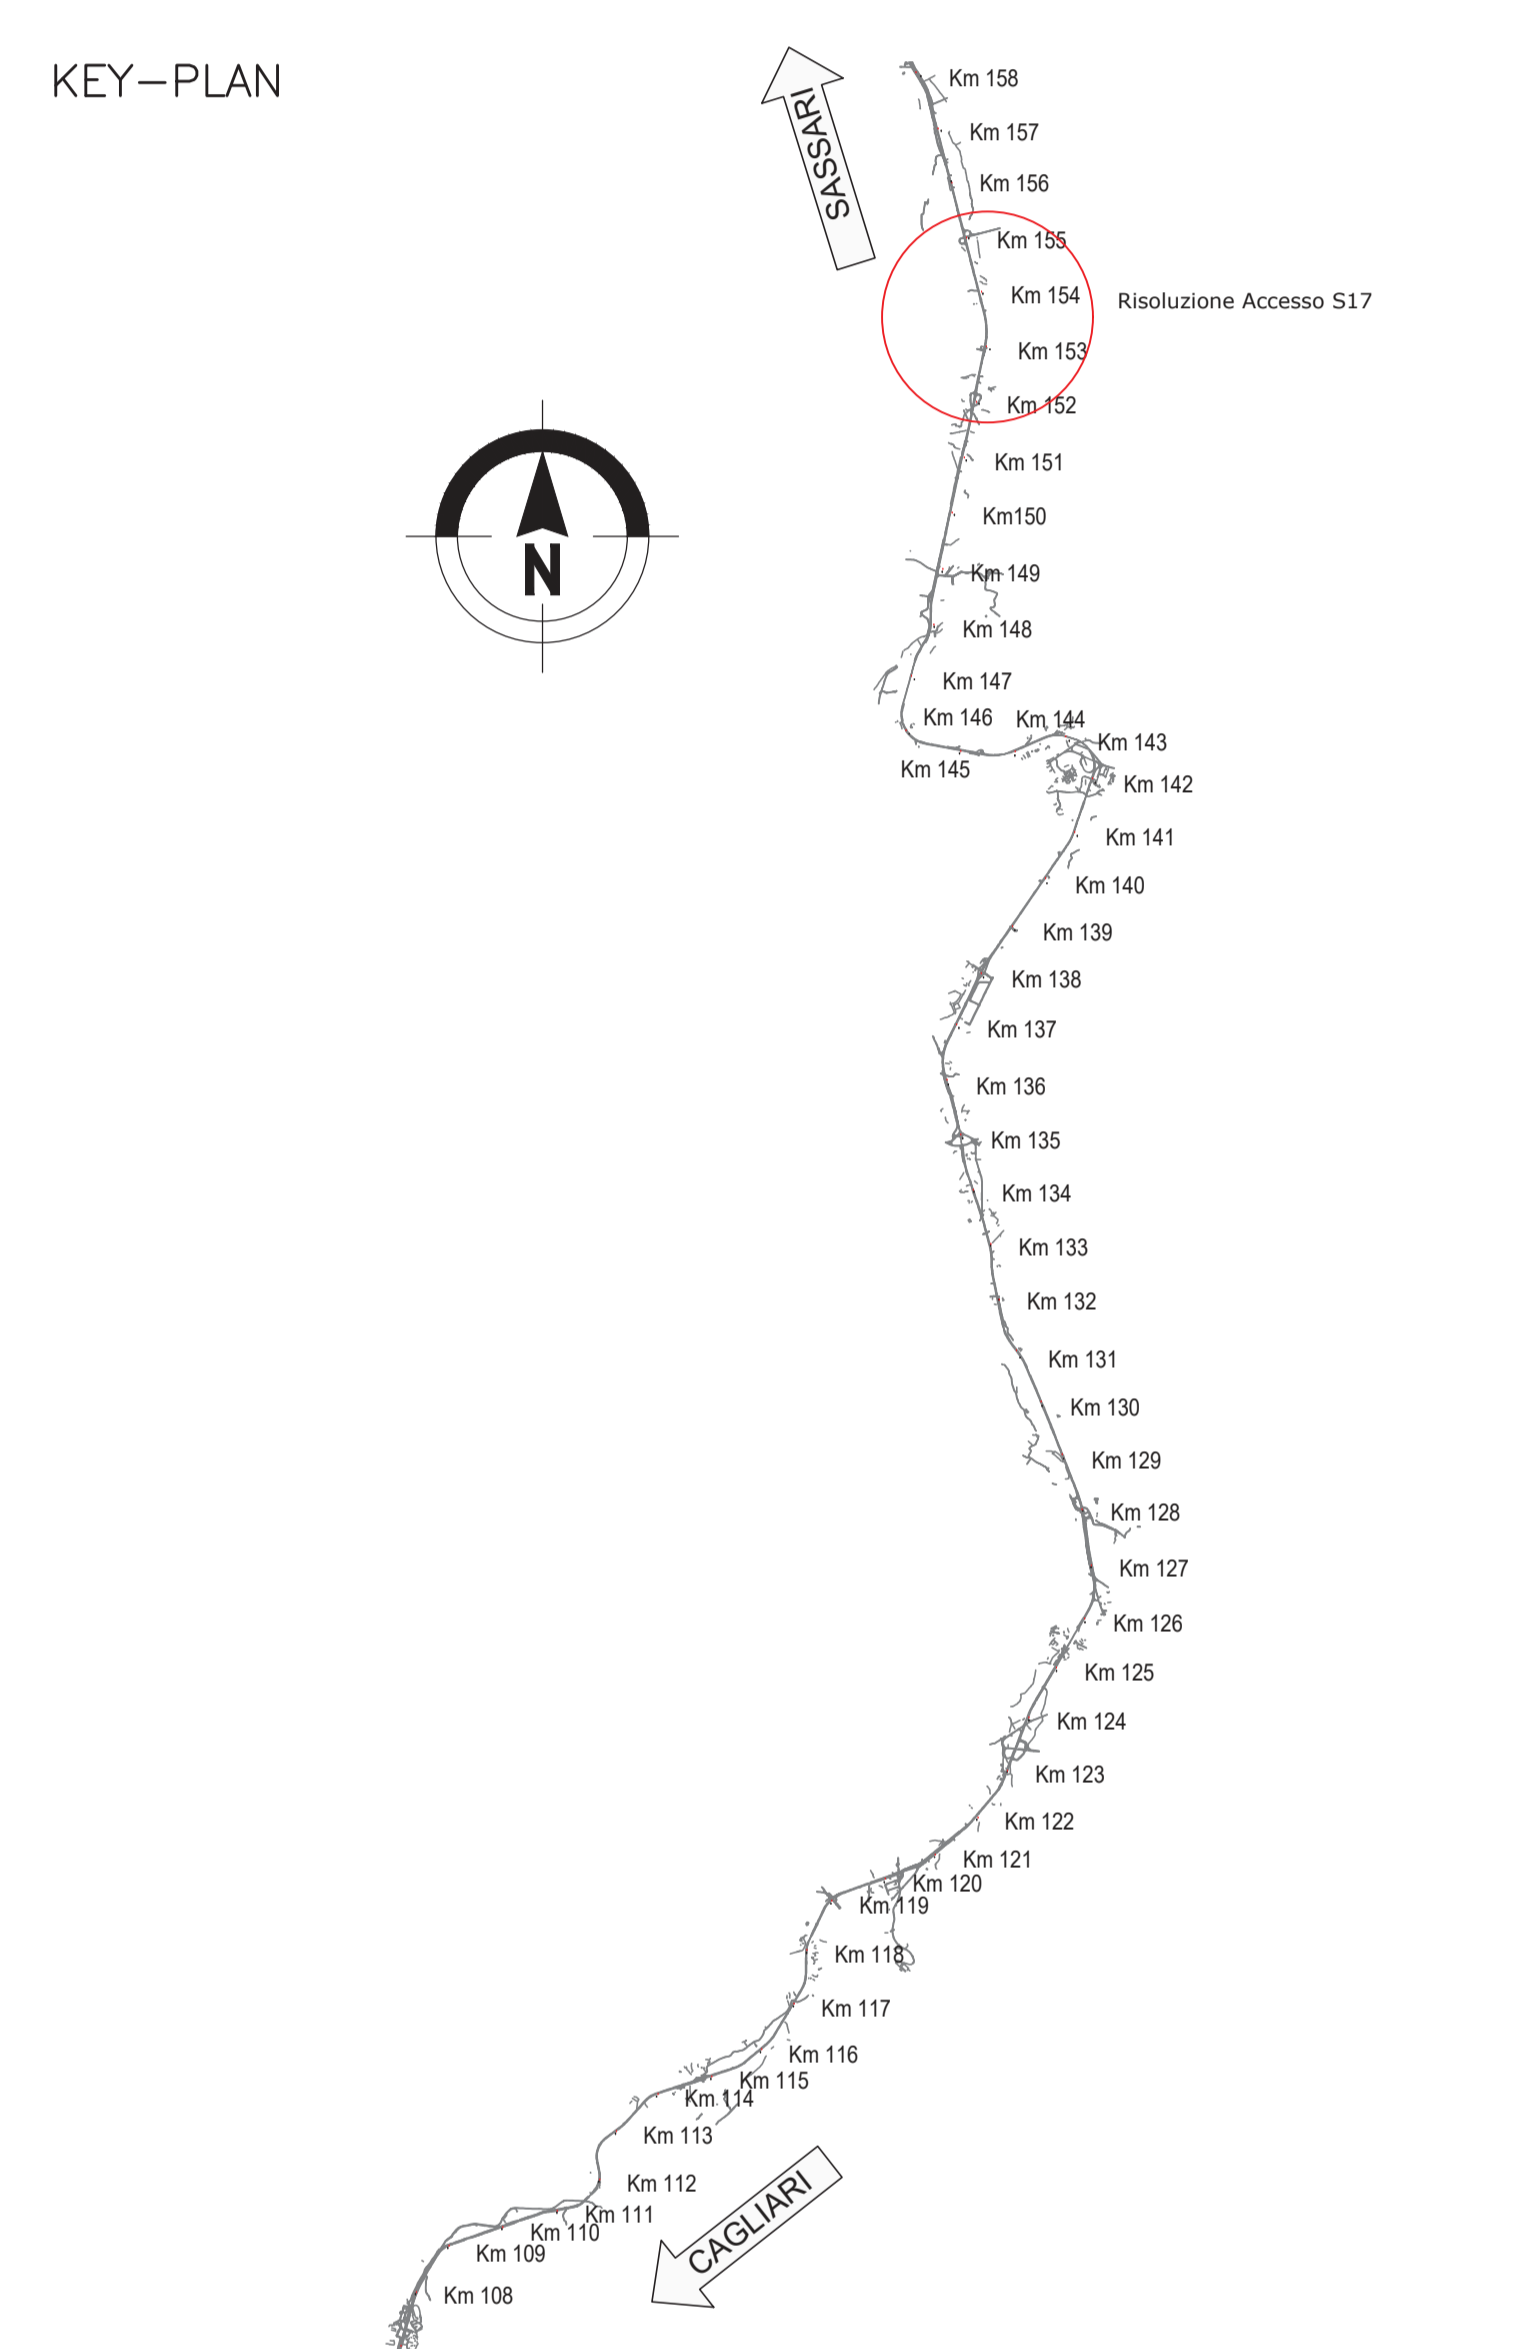 KEY-PLAN
SASSARI
Km 158
Km 157
Km 156
Km 155
Km 154
Risoluzione Accesso S17
Km 153
Km 152
Km 151
Km150
N
Km 149
Km 148
Km 147
Km 146
Km 144
Km 143
Km 145
Km 142
Km 141
Km 140
Km 139
Km 138
Km 137
Km 136
Km 135
Km 134
Km 133
Km 132
Km 131
Km 130
Km 129
Km 128
Km 127
Km 126
Km 125
Km 124
Km 123
Km 122
Km 121
Km 120
Km 119
Km 118
Km 117
Km 116
Km 115
Km 114
Km 113
Km 112
Km 111
Km 110
Km 109
Km 108
CAGLIARI